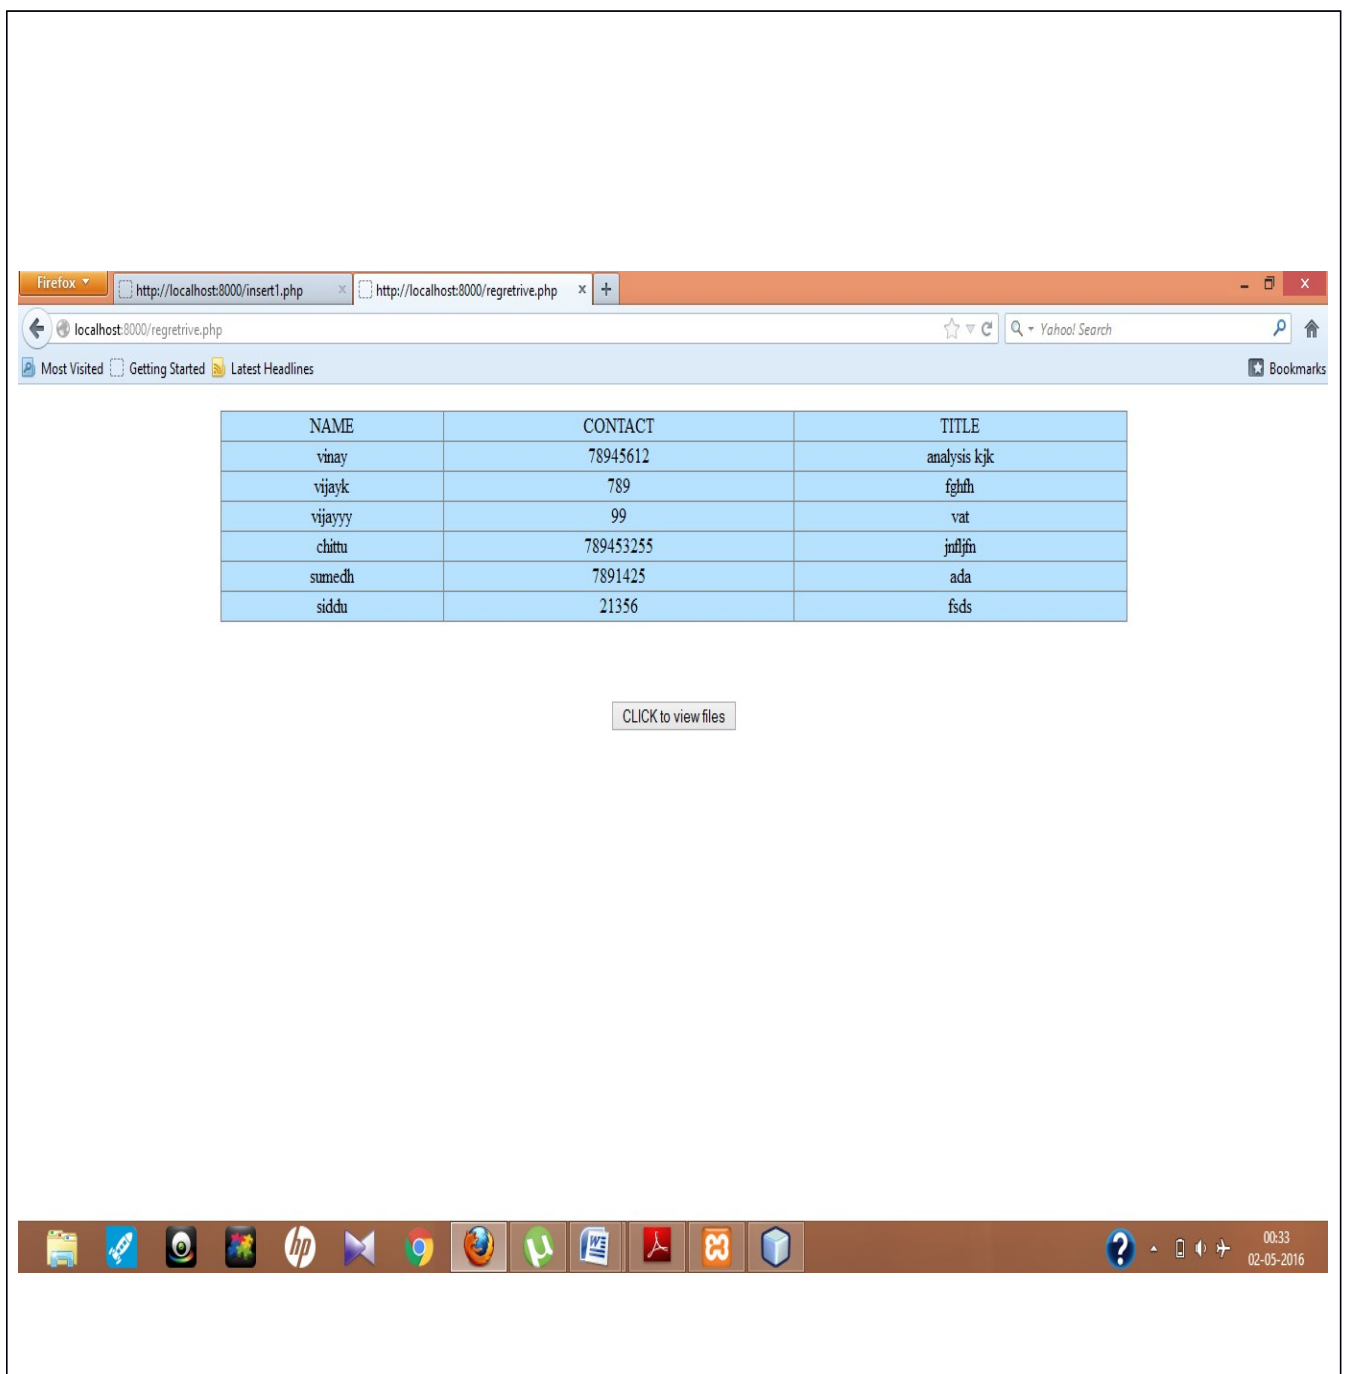 Firefox
http://localhost:8000/insert1.php http://localhost:8000/regretrive.php
localhost:8000/regretrive.php Yahoo! Search
Most Visited Getting Started Latest Headlines Bookmarks
NAME CONTACT TITLE
vinay 78945612 analysis kjk
vijayk 789 fghfh
vijayyy 99 vat
chittu 789453255 jnfljfn
sumedh 7891425 ada
siddu 21356 fsds
CLICK to view files
hp
00:33
02-05-2016